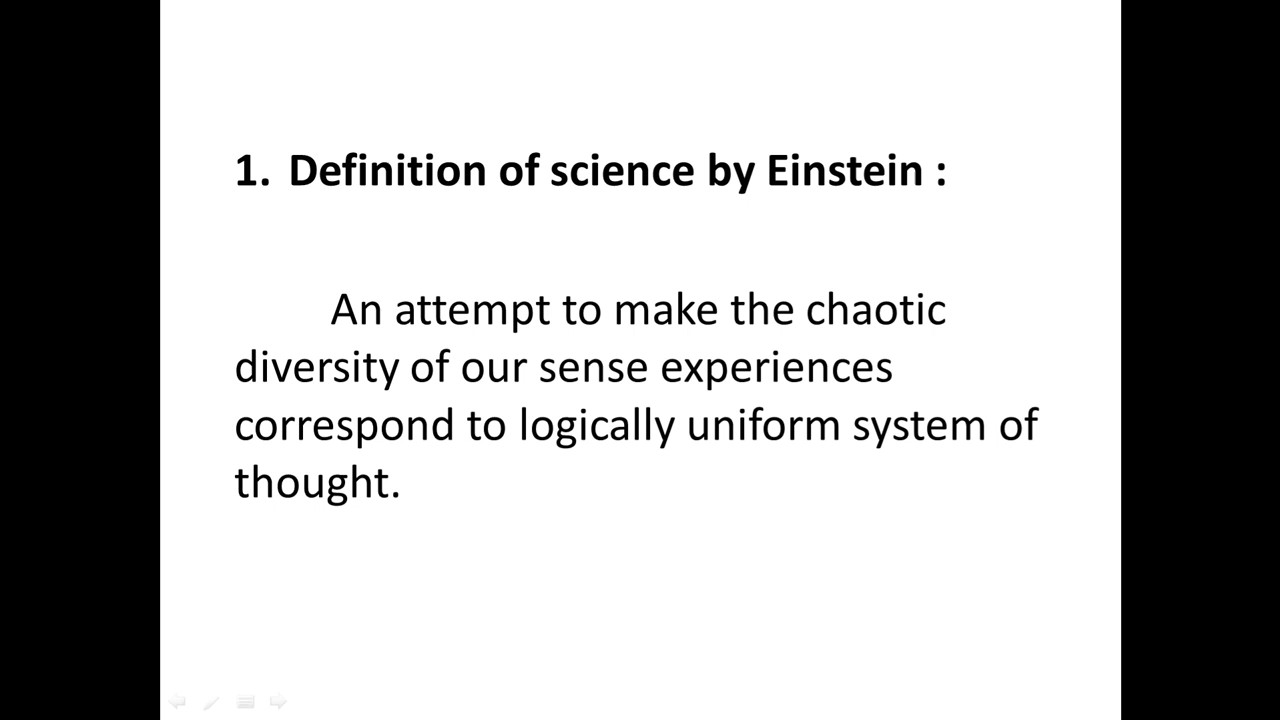 1. Definition of science by Einstein :
An attempt to make the chaotic
diversity of our sense experiences
correspond to logically uniform system of
thought.